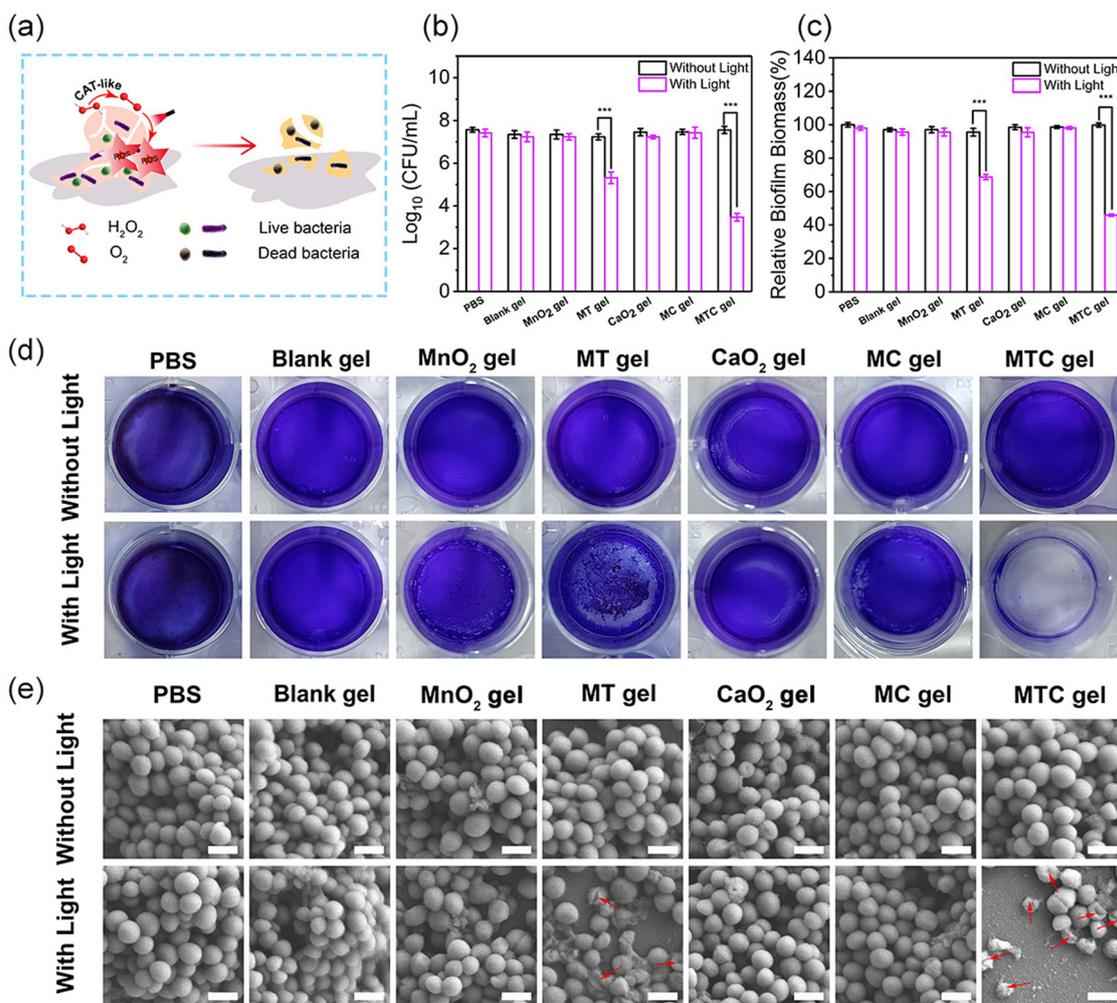 (a)
CAT-like
ROS ROS
H₂O₂ Live bacteria
O₂ Dead bacteria
(b)
Log₁₀ (CFU/mL)
10
8
6
4
2
0
Without Light
With Light
*** ***
PBS Blank gel MnO₂ gel MT gel CaO₂ gel MC gel MTC gel
(c)
Relative Biofilm Biomass(%)
140
120
100
80
60
40
20
0
Without Light
With Light
*** ***
PBS Blank gel MnO₂ gel MT gel CaO₂ gel MC gel MTC gel
(d)
PBS Blank gel MnO₂ gel MT gel CaO₂ gel MC gel MTC gel
Without Light
With Light
(e)
PBS Blank gel MnO₂ gel MT gel CaO₂ gel MC gel MTC gel
Without Light
With Light